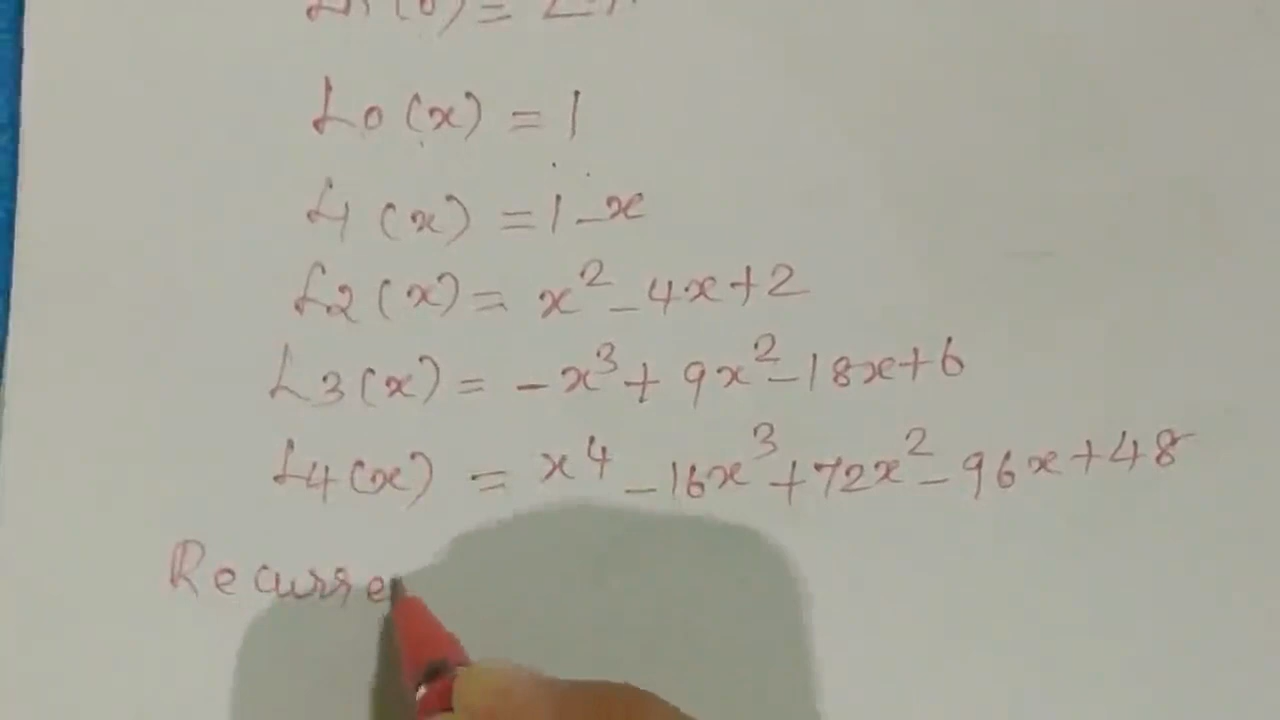 L0(x) = 1
L1(x) = 1-x
L2(x) = x² - 4x + 2
L3(x) = -x³ + 9x² - 18x + 6
L4(x) = x⁴ - 16x³ + 72x² - 96x + 48
Recurre